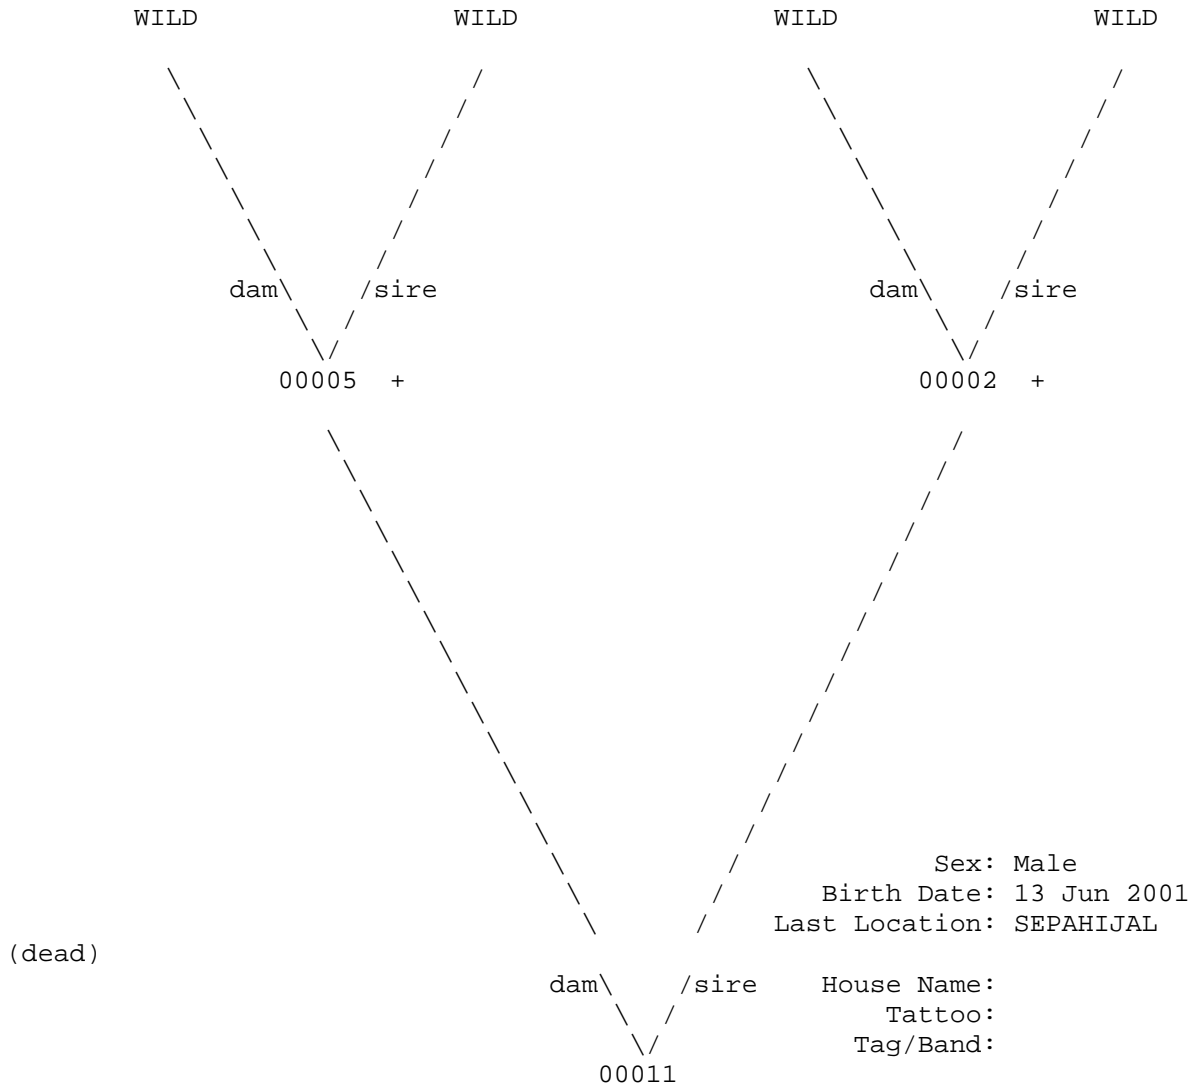 WILD WILD WILD WILD
dam sire dam sire
00005 + 00002 +
Sex: Male
Birth Date: 13 Jun 2001
Last Location: SEPAHIJAL
(dead)
dam sire House Name:
Tattoo:
Tag/Band:
00011